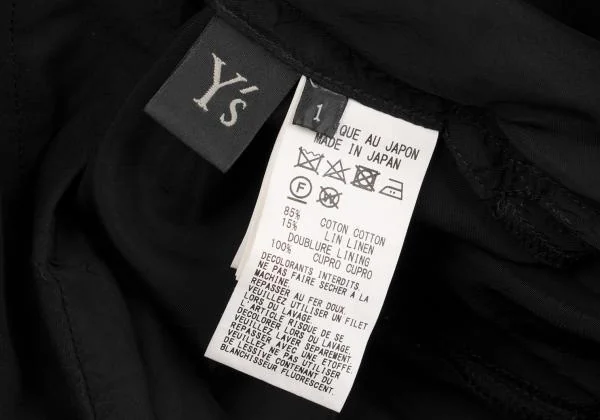 Y's
1
QUE AU JAPON
MADE IN JAPAN
F
W
85% COTON COTTON
15% LIN LINEN
DOUBLURE LINING
100% CUPRO CUPRO
DECOLORANTS INTERDITS.
NE PAS FAIRE SECHER A LA
MACHINE.
REPASSER AU FER DOUX.
VEUILLEZ UTILISER UN FILET
LORS DU LAVAGE.
L'ARTICLE RISQUE DE SE
DECOLORER LORS DU LAVAGE.
VEUILLEZ LAVER SEPAREMENT.
REPASSER AVEC UNE ETOFFE.
VEUILLEZ NE PAS UTILISER
DE LESSIVE CONTENANT DU
BLANCHISSEUR FLUORESCENT.